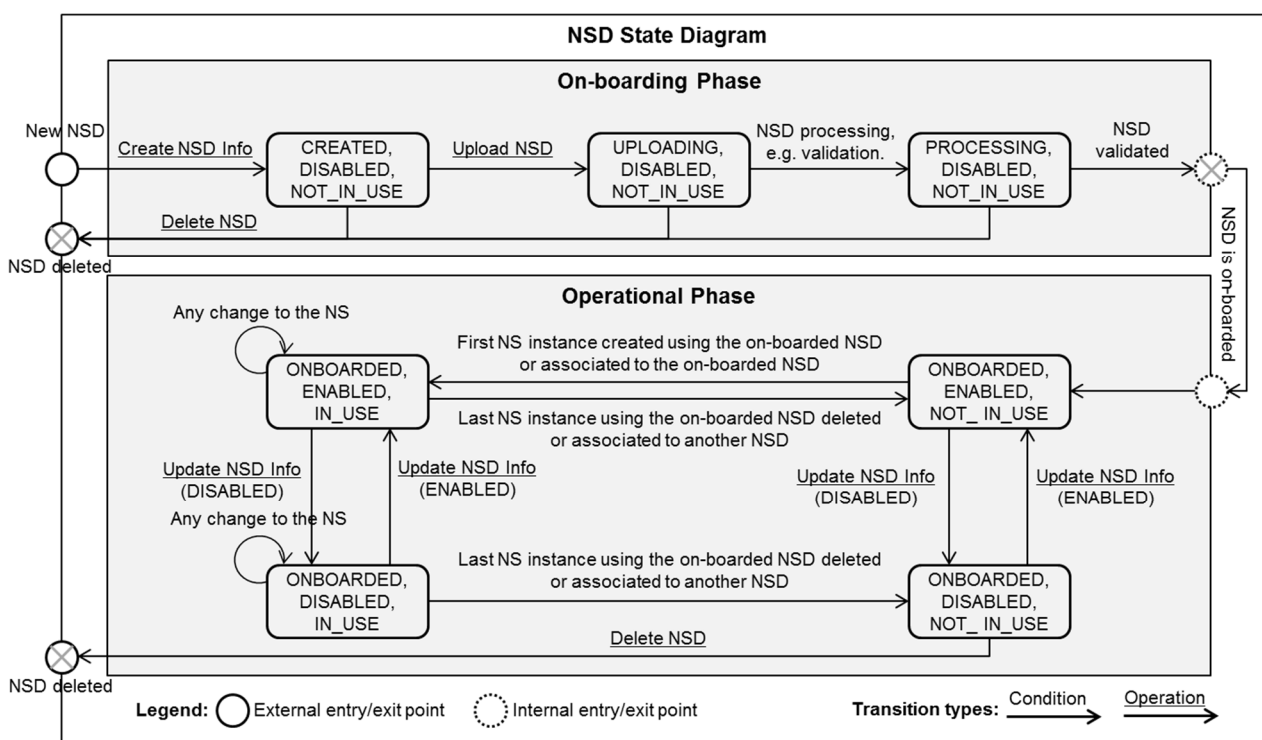 NSD State Diagram
On-boarding Phase
New NSD
Create NSD Info
CREATED,
DISABLED,
NOT_IN_USE
Upload NSD
UPLOADING,
DISABLED,
NOT_IN_USE
NSD processing,
e.g. validation.
PROCESSING,
DISABLED,
NOT_IN_USE
NSD
validated
Delete NSD
NSD deleted
NSD is on-boarded
Operational Phase
Any change to the NS
ONBOARDED,
ENABLED,
IN_USE
First NS instance created using the on-boarded NSD
or associated to the on-boarded NSD
Last NS instance using the on-boarded NSD deleted
or associated to another NSD
ONBOARDED,
ENABLED,
NOT_ IN_USE
Update NSD Info
(DISABLED)
Update NSD Info
(ENABLED)
Update NSD Info
(DISABLED)
Update NSD Info
(ENABLED)
Any change to the NS
ONBOARDED,
DISABLED,
IN_USE
Last NS instance using the on-boarded NSD deleted
or associated to another NSD
ONBOARDED,
DISABLED,
NOT_ IN_USE
Delete NSD
NSD deleted
Legend:
External entry/exit point
Internal entry/exit point
Transition types:
Condition
Operation